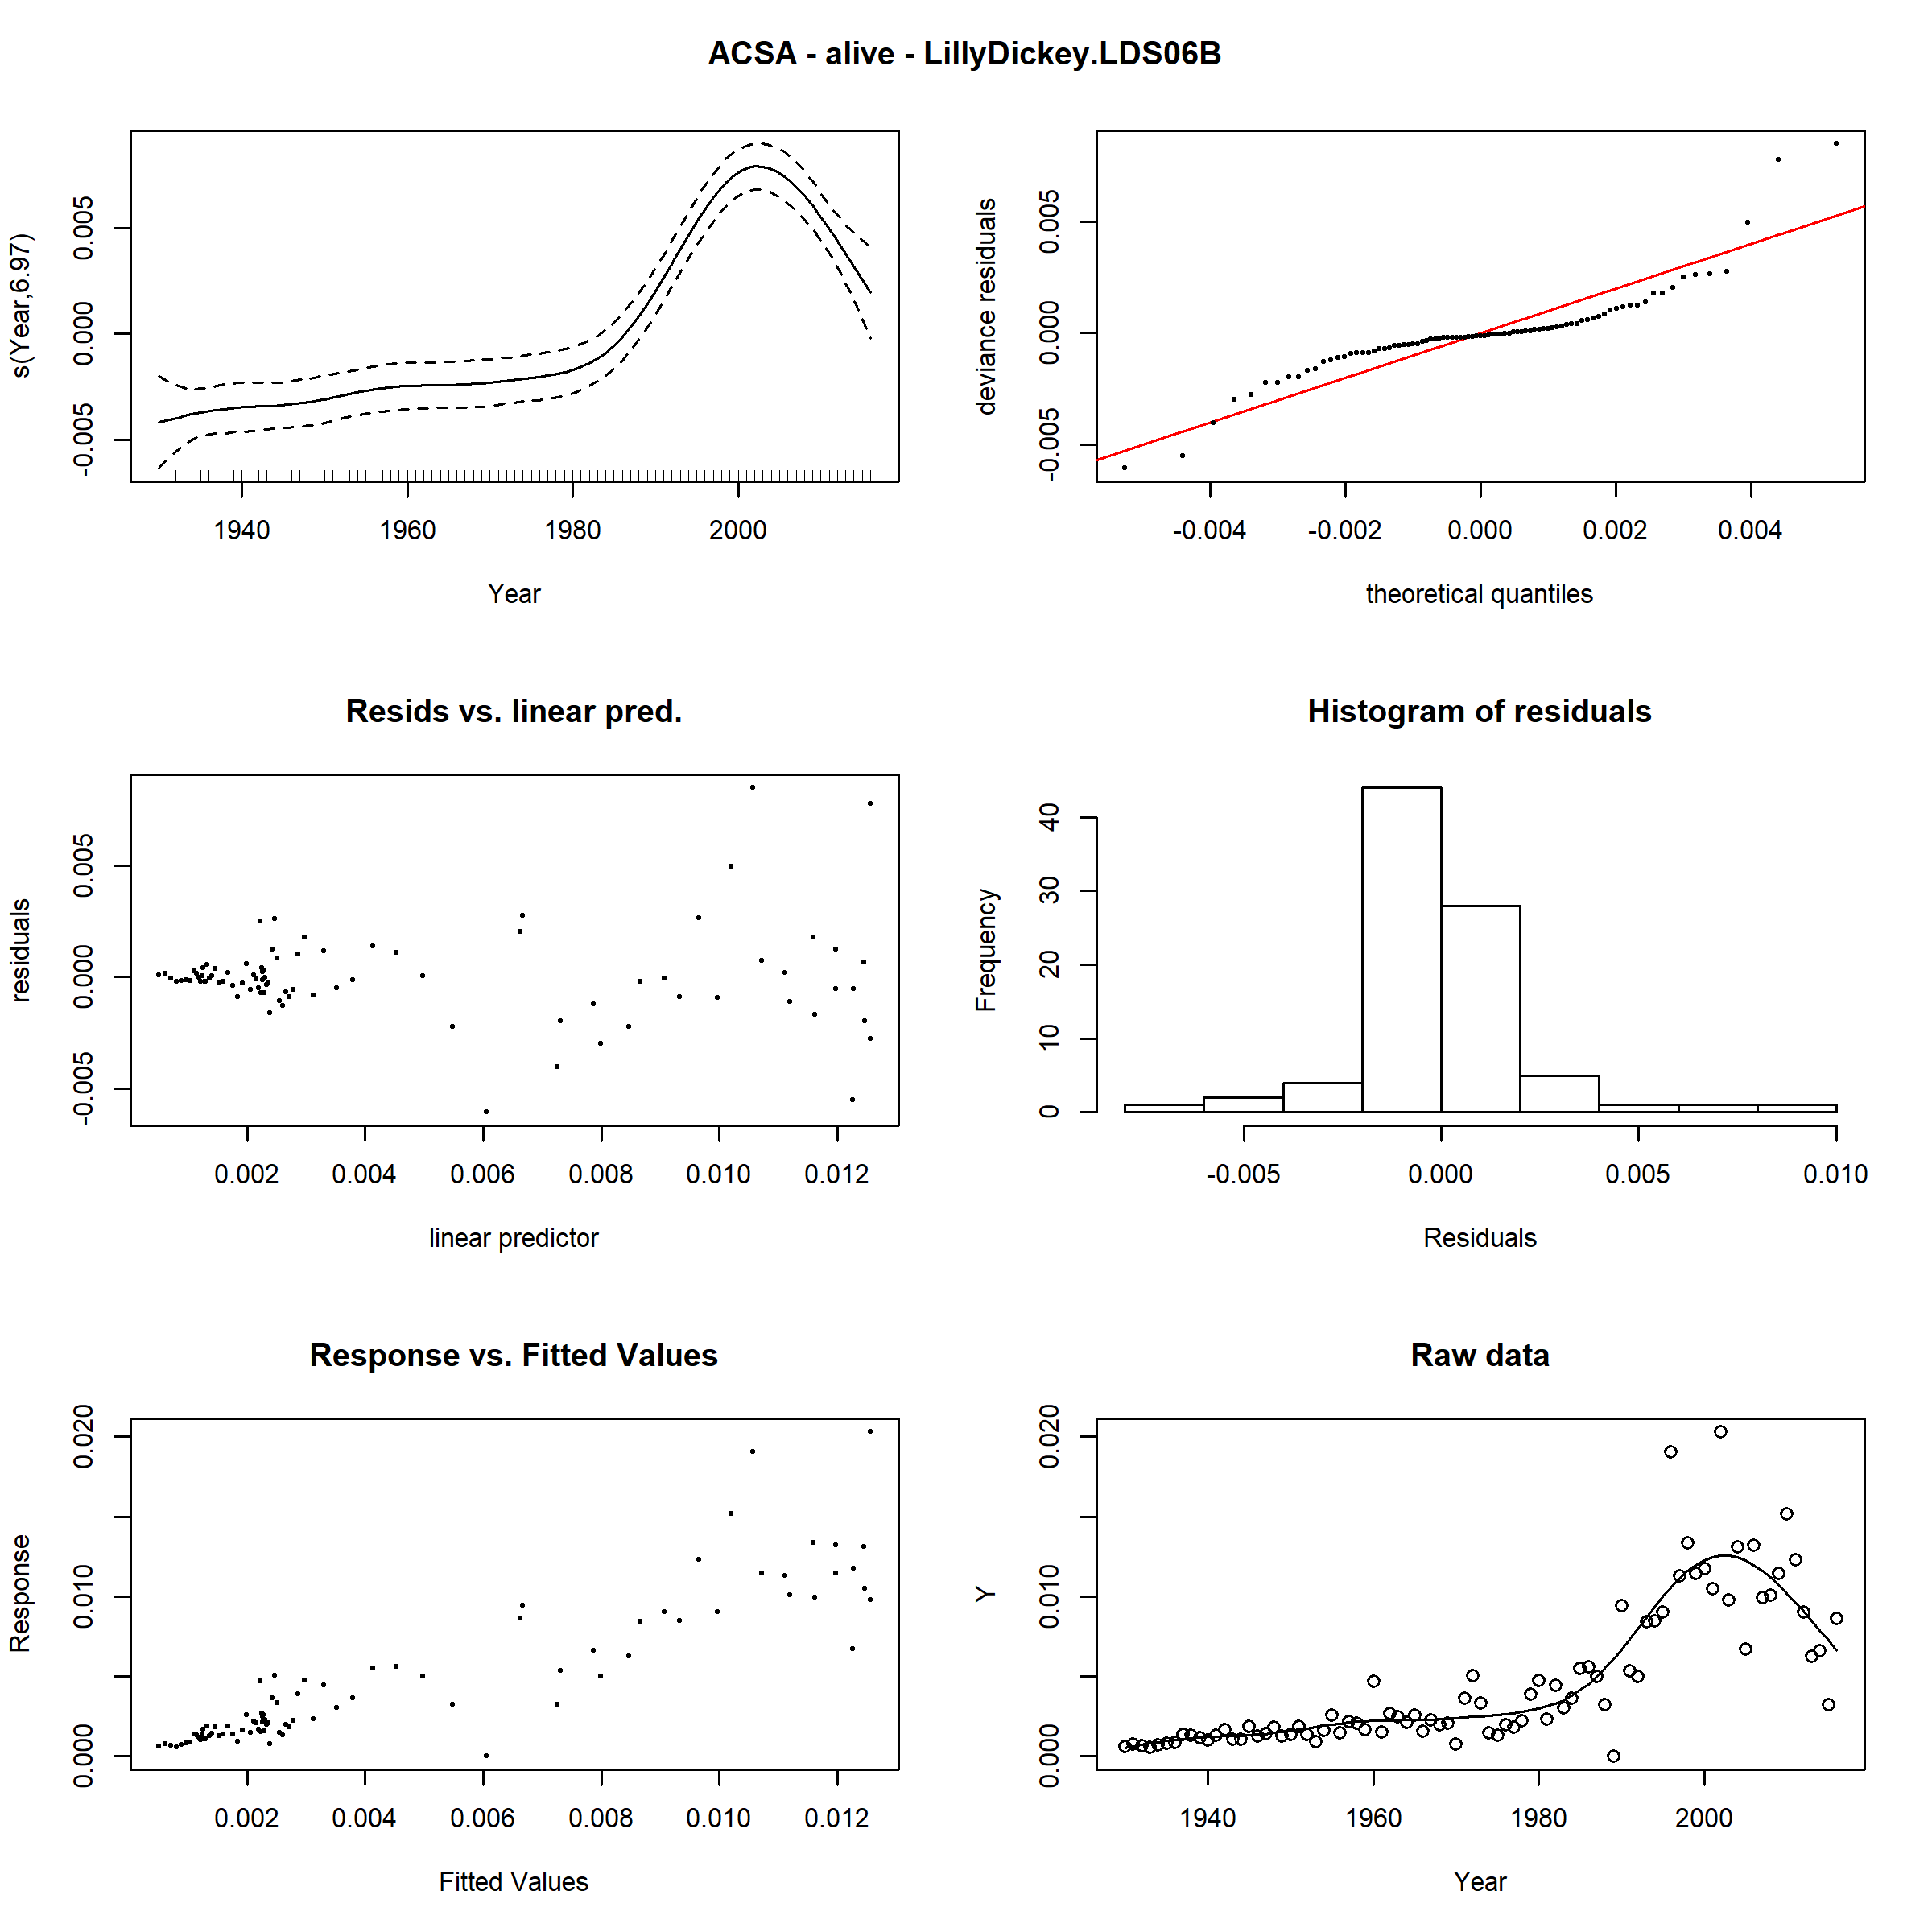 ACSA - alive - LillyDickey.LDS06B
s(Year,6.97)
-0.005 0.000 0.005
1940 1960 1980 2000
Year
deviance residuals
-0.005 0.000 0.005
-0.004 -0.002 0.000 0.002 0.004
theoretical quantiles
Resids vs. linear pred.
residuals
-0.005 0.000 0.005
0.002 0.004 0.006 0.008 0.010 0.012
linear predictor
Histogram of residuals
Frequency
0 10 20 30 40
-0.005 0.000 0.005 0.010
Residuals
Response vs. Fitted Values
Response
0.000 0.010 0.020
0.002 0.004 0.006 0.008 0.010 0.012
Fitted Values
Raw data
Y
0.000 0.010 0.020
1940 1960 1980 2000
Year